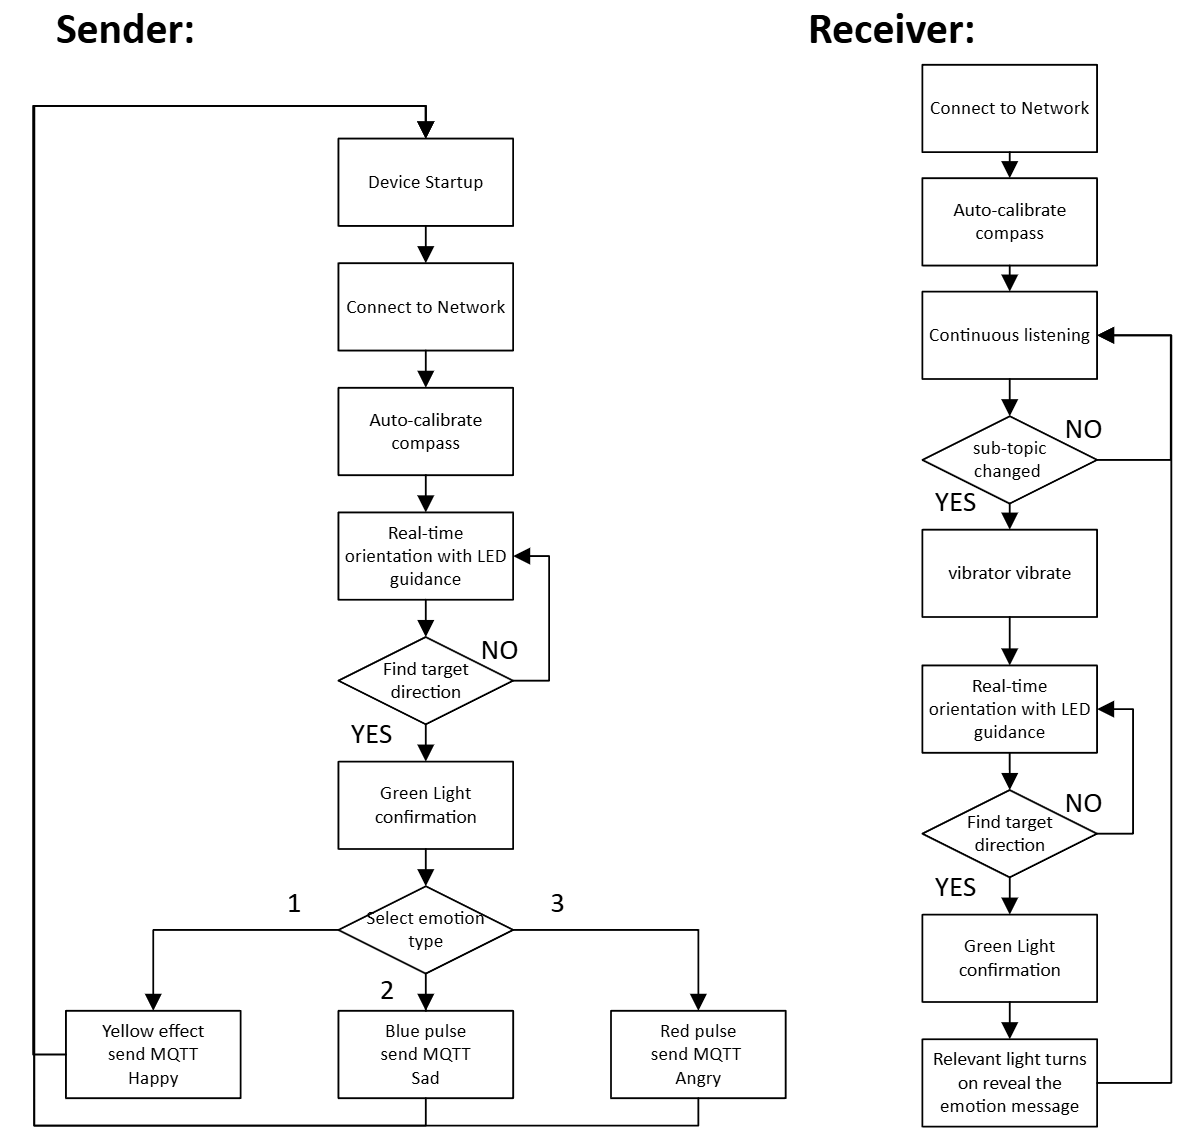 Sender:
Device Startup
Connect to Network
Auto-calibrate
compass
Real-time
orientation with LED
guidance
Find target
direction
NO
YES
Green Light
confirmation
Select emotion
type
1
2
3
Yellow effect
send MQTT
Happy
Blue pulse
send MQTT
Sad
Red pulse
send MQTT
Angry
Receiver:
Connect to Network
Auto-calibrate
compass
Continuous listening
sub-topic
changed
NO
YES
vibrator vibrate
Real-time
orientation with LED
guidance
Find target
direction
NO
YES
Green Light
confirmation
Relevant light turns
on reveal the
emotion message